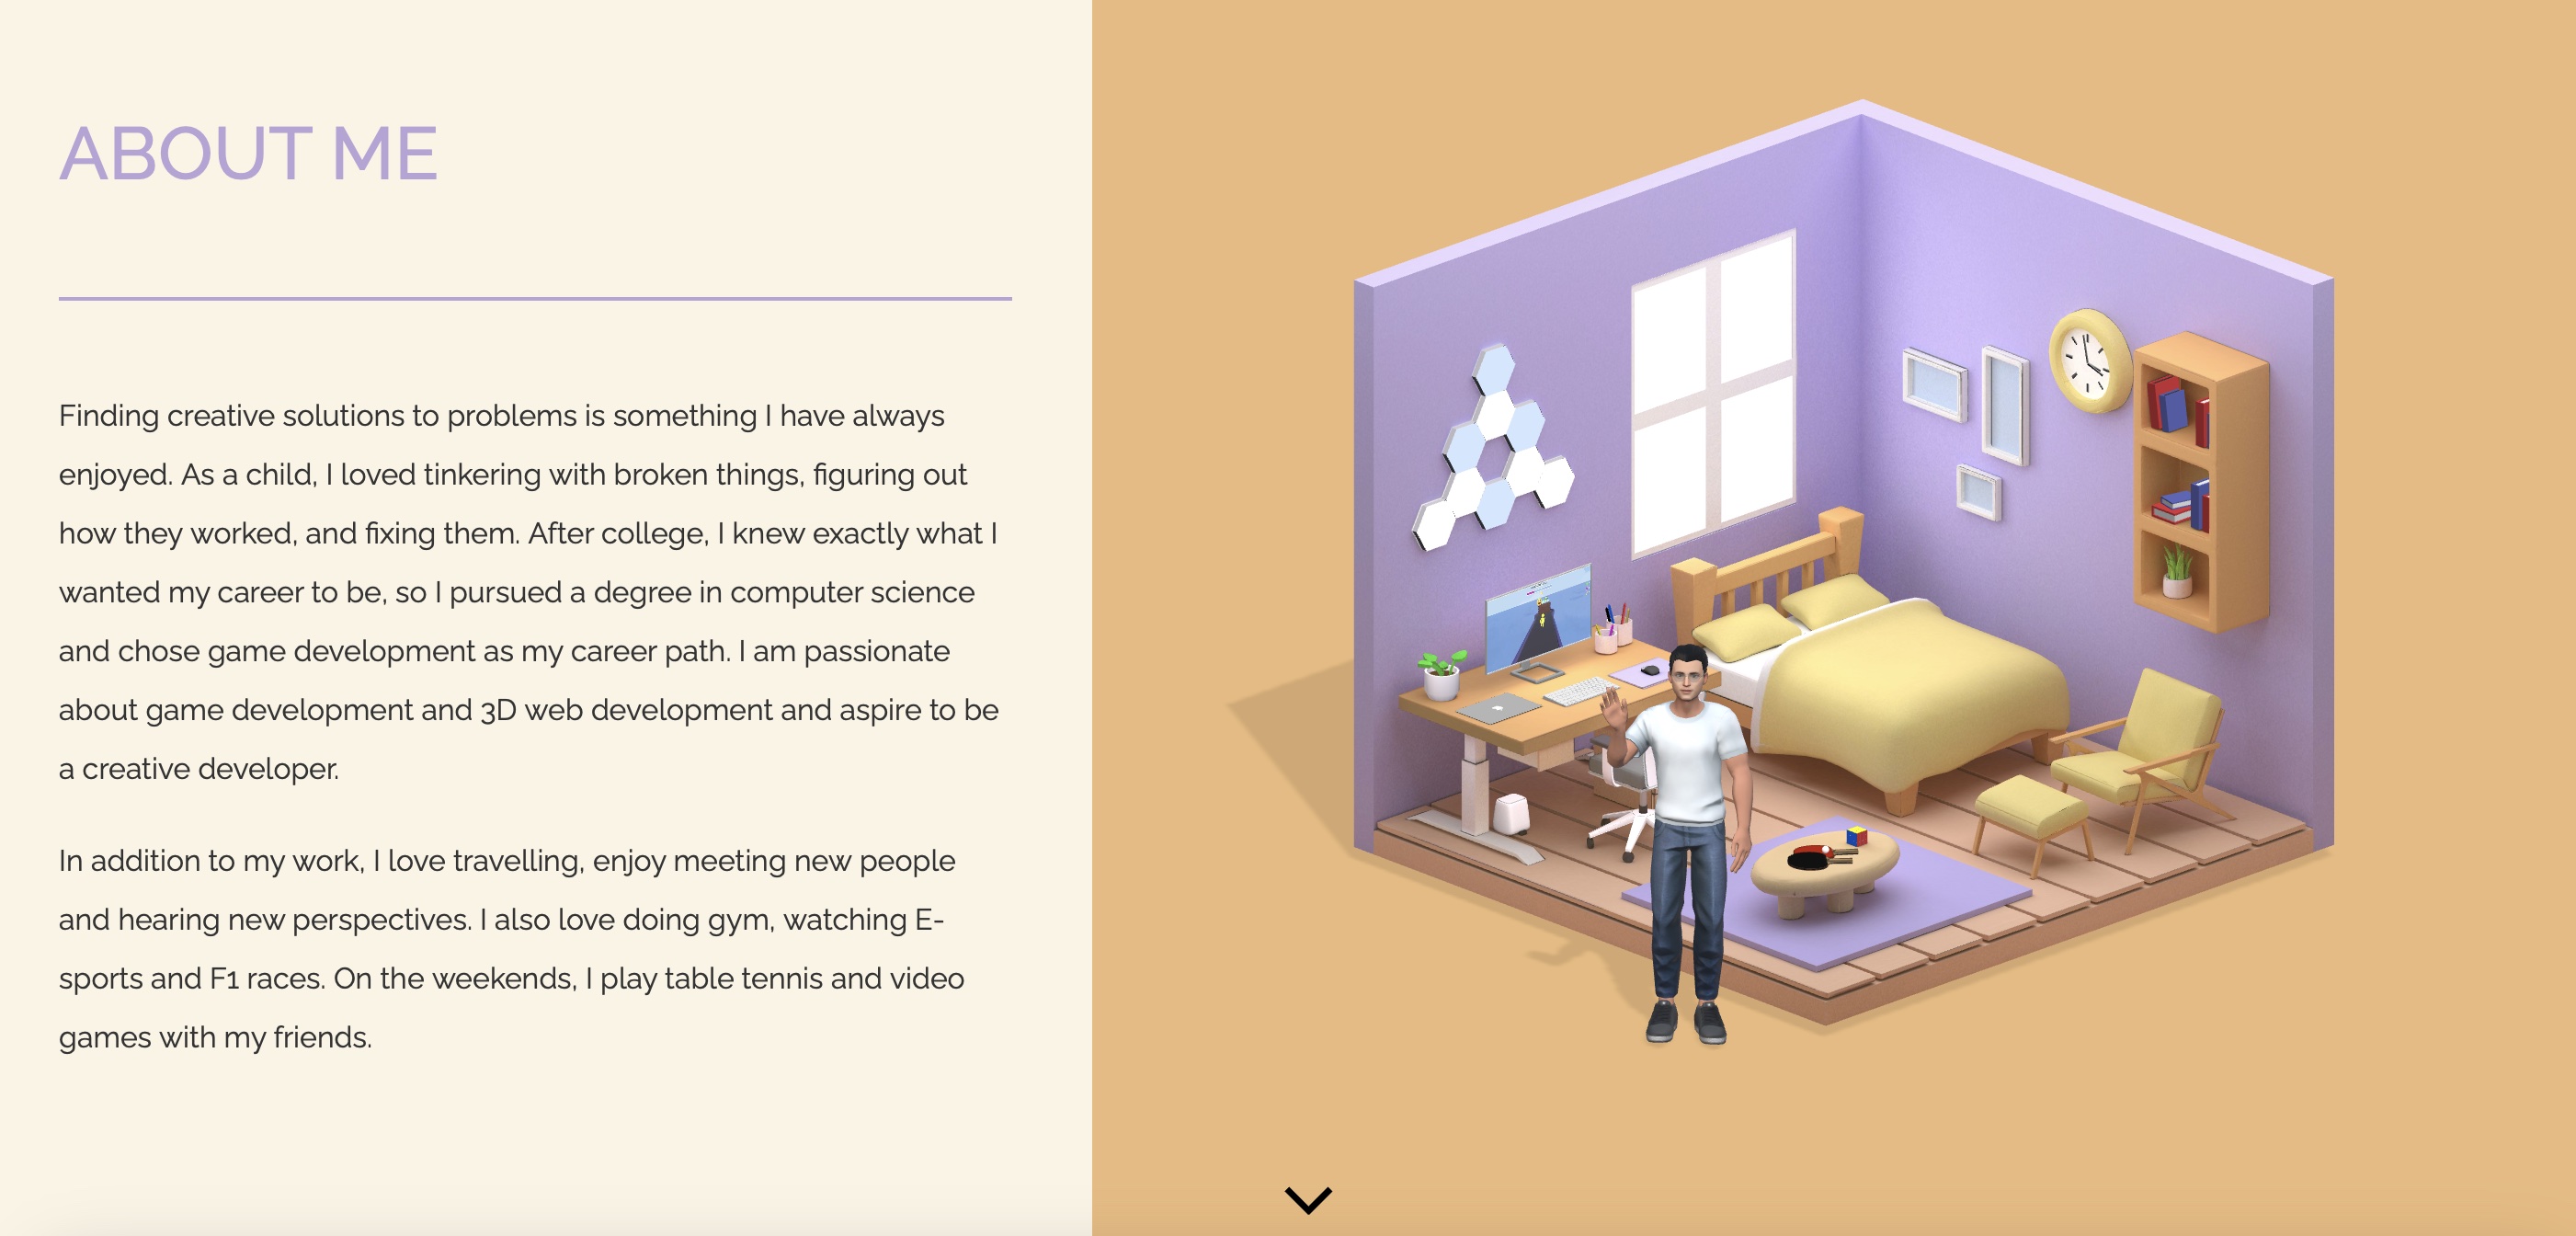 ABOUT ME
Finding creative solutions to problems is something I have always
enjoyed. As a child, I loved tinkering with broken things, figuring out
how they worked, and fixing them. After college, I knew exactly what I
wanted my career to be, so I pursued a degree in computer science
and chose game development as my career path. I am passionate
about game development and 3D web development and aspire to be
a creative developer.
In addition to my work, I love travelling, enjoy meeting new people
and hearing new perspectives. I also love doing gym, watching E-
sports and F1 races. On the weekends, I play table tennis and video
games with my friends.